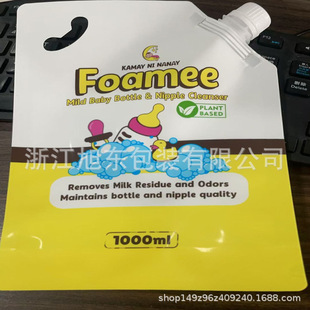 KAMAY NI NANAY
Foamee
Mild Baby Bottle & Nipple Cleanser
PLANT
BASED
浙江旭东包装有限公司
Removes Milk Residue and Odors
Maintains bottle and nipple quality
1000ml
shop149z96z409240.1688.com